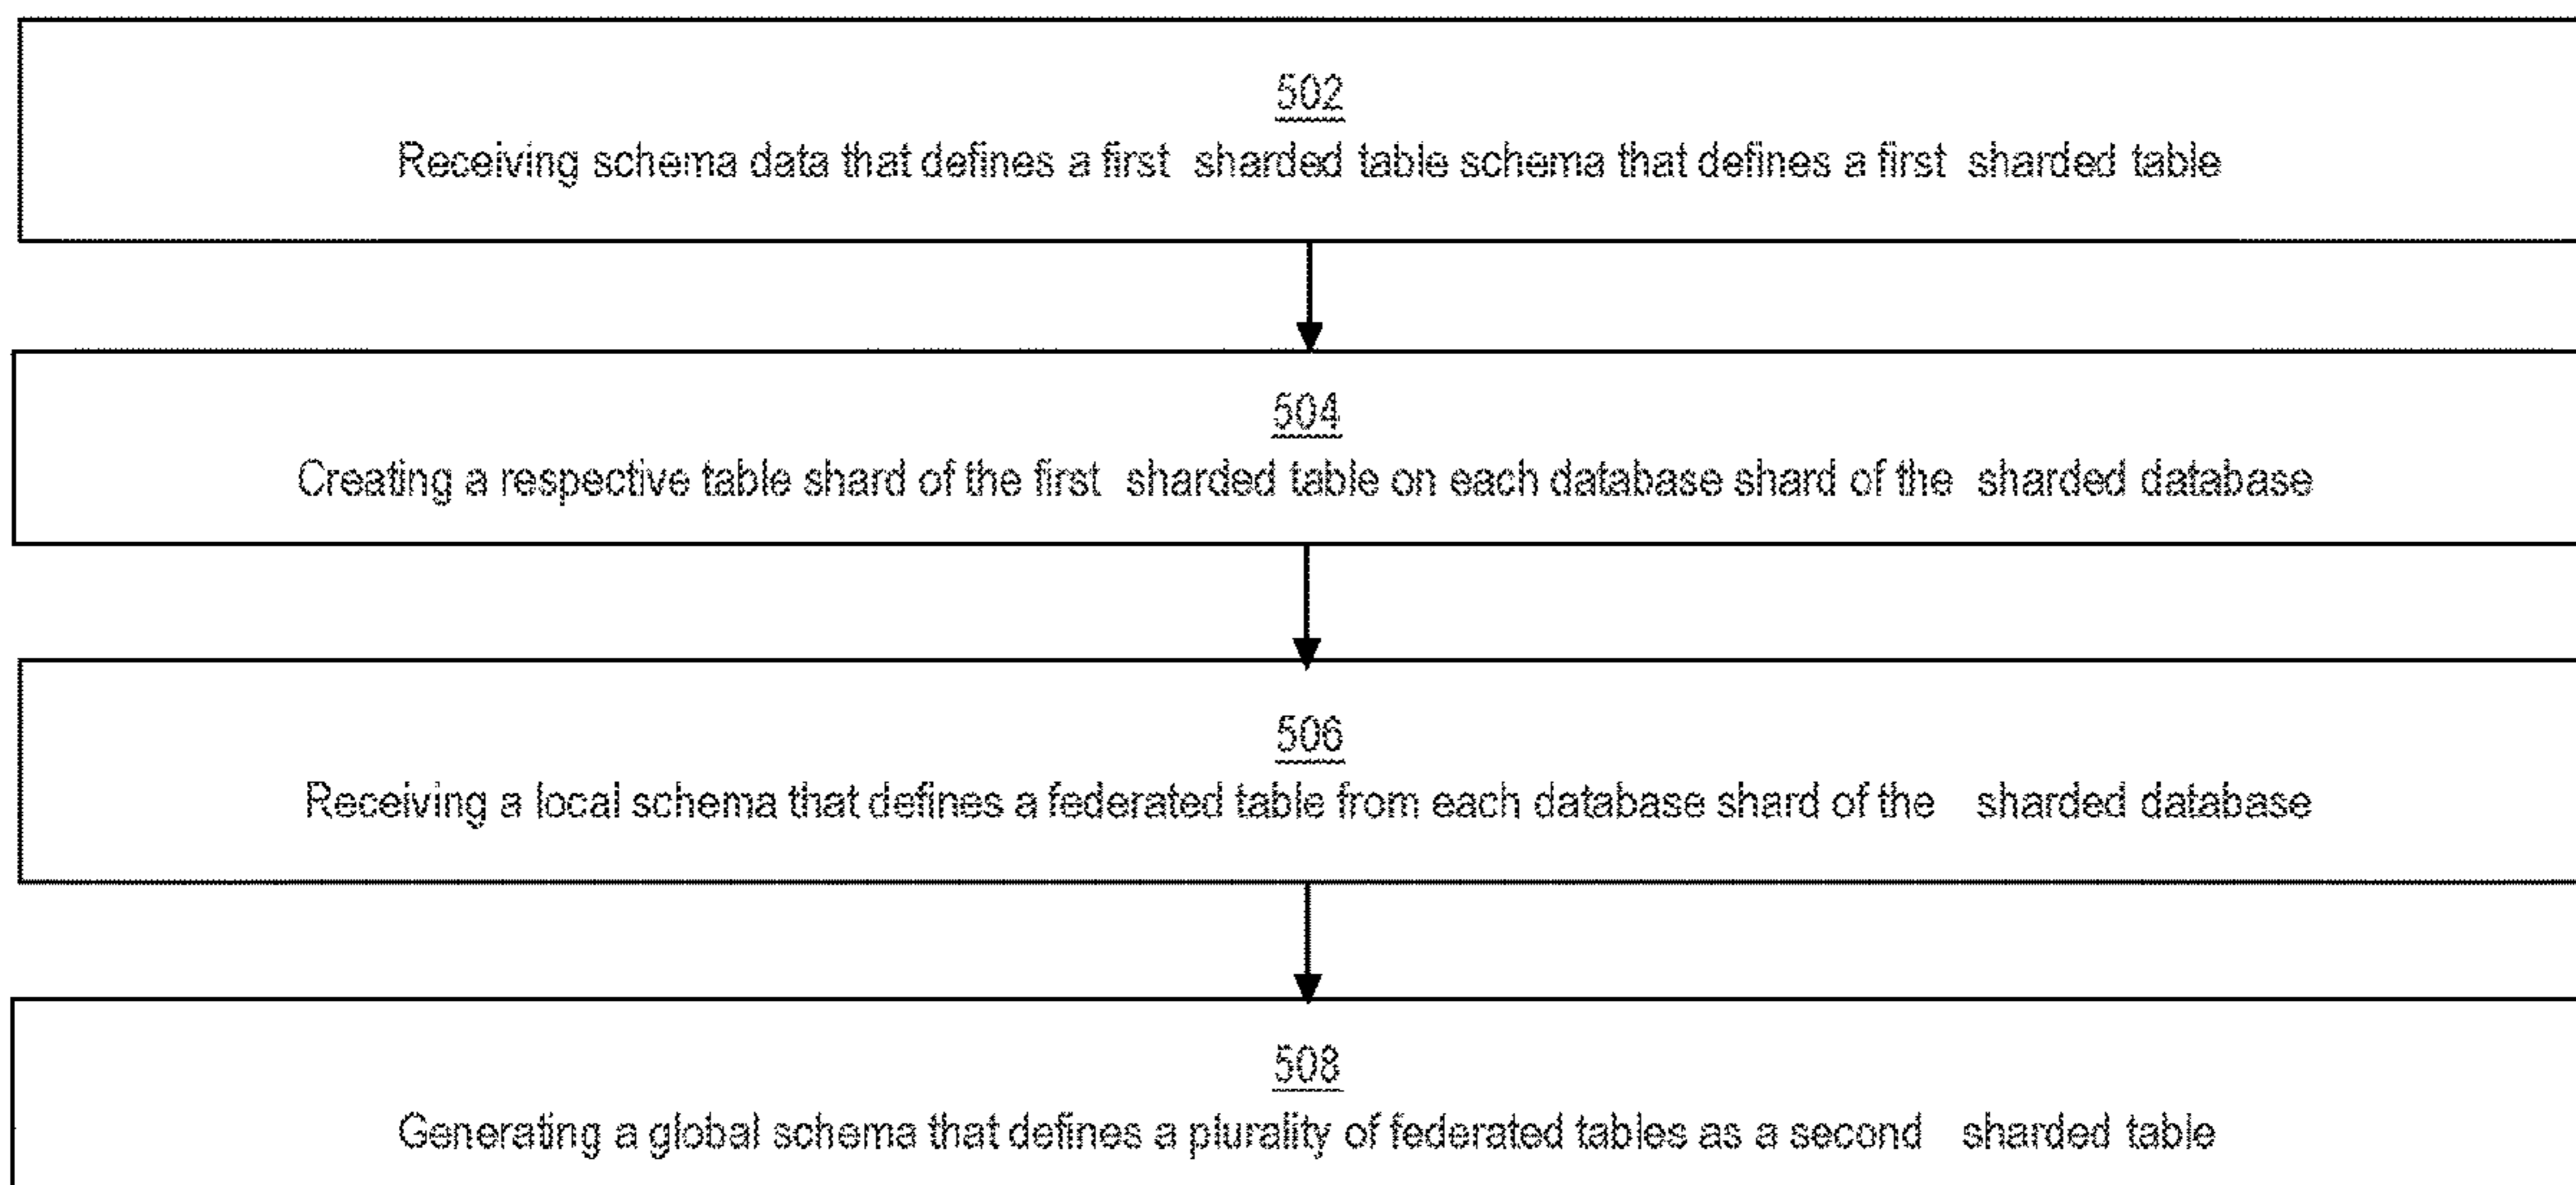 502
Receiving schema data that defines a first sharded table schema that defines a first sharded table
504
Creating a respective table shard of the first sharded table on each database shard of the sharded database
506
Receiving a local schema that defines a federated table from each database shard of the sharded database
508
Generating a global schema that defines a plurality of federated tables as a second sharded table